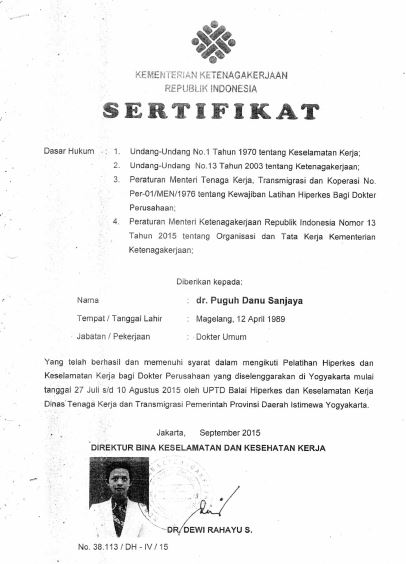 KEMENTERIAN KETENAGAKERJAAN
REPUBLIK INDONESIA
SERTIFIKAT
Dasar Hukum : 1. Undang-Undang No.1 Tahun 1970 tentang Keselamatan Kerja;
2. Undang-Undang No.13 Tahun 2003 tentang Ketenagakerjaan;
3. Peraturan Menteri Tenaga Kerja, Transmigrasi dan Koperasi No.
Per-01/MEN/1976 tentang Kewajiban Latihan Hiperkes Bagi Dokter
Perusahaan;
4. Peraturan Menteri Ketenagakerjaan Republik Indonesia Nomor 13
Tahun 2015 tentang Organisasi dan Tata Kerja Kementerian
Ketenagakerjaan;
Diberikan kepada;
Nama : dr. Puguh Danu Sanjaya
Tempat / Tanggal Lahir : Magelang, 12 April 1989
Jabatan / Pekerjaan : Dokter Umum
Yang telah berhasil dan memenuhi syarat dalam mengikuti Pelatihan Hiperkes dan
Keselamatan Kerja bagi Dokter Perusahaan yang diselenggarakan di Yogyakarta mulai
tanggal 27 Juli s/d 10 Agustus 2015 oleh UPTD Balai Hiperkes dan Keselamatan Kerja
Dinas Tenaga Kerja dan Transmigrasi Pemerintah Provinsi Daerah Istimewa Yogyakarta.
Jakarta, September 2015
DIREKTUR BINA KESELAMATAN DAN KESEHATAN KERJA
DR. DEWI RAHAYU S.
No. 38.113 / DH - IV / 15